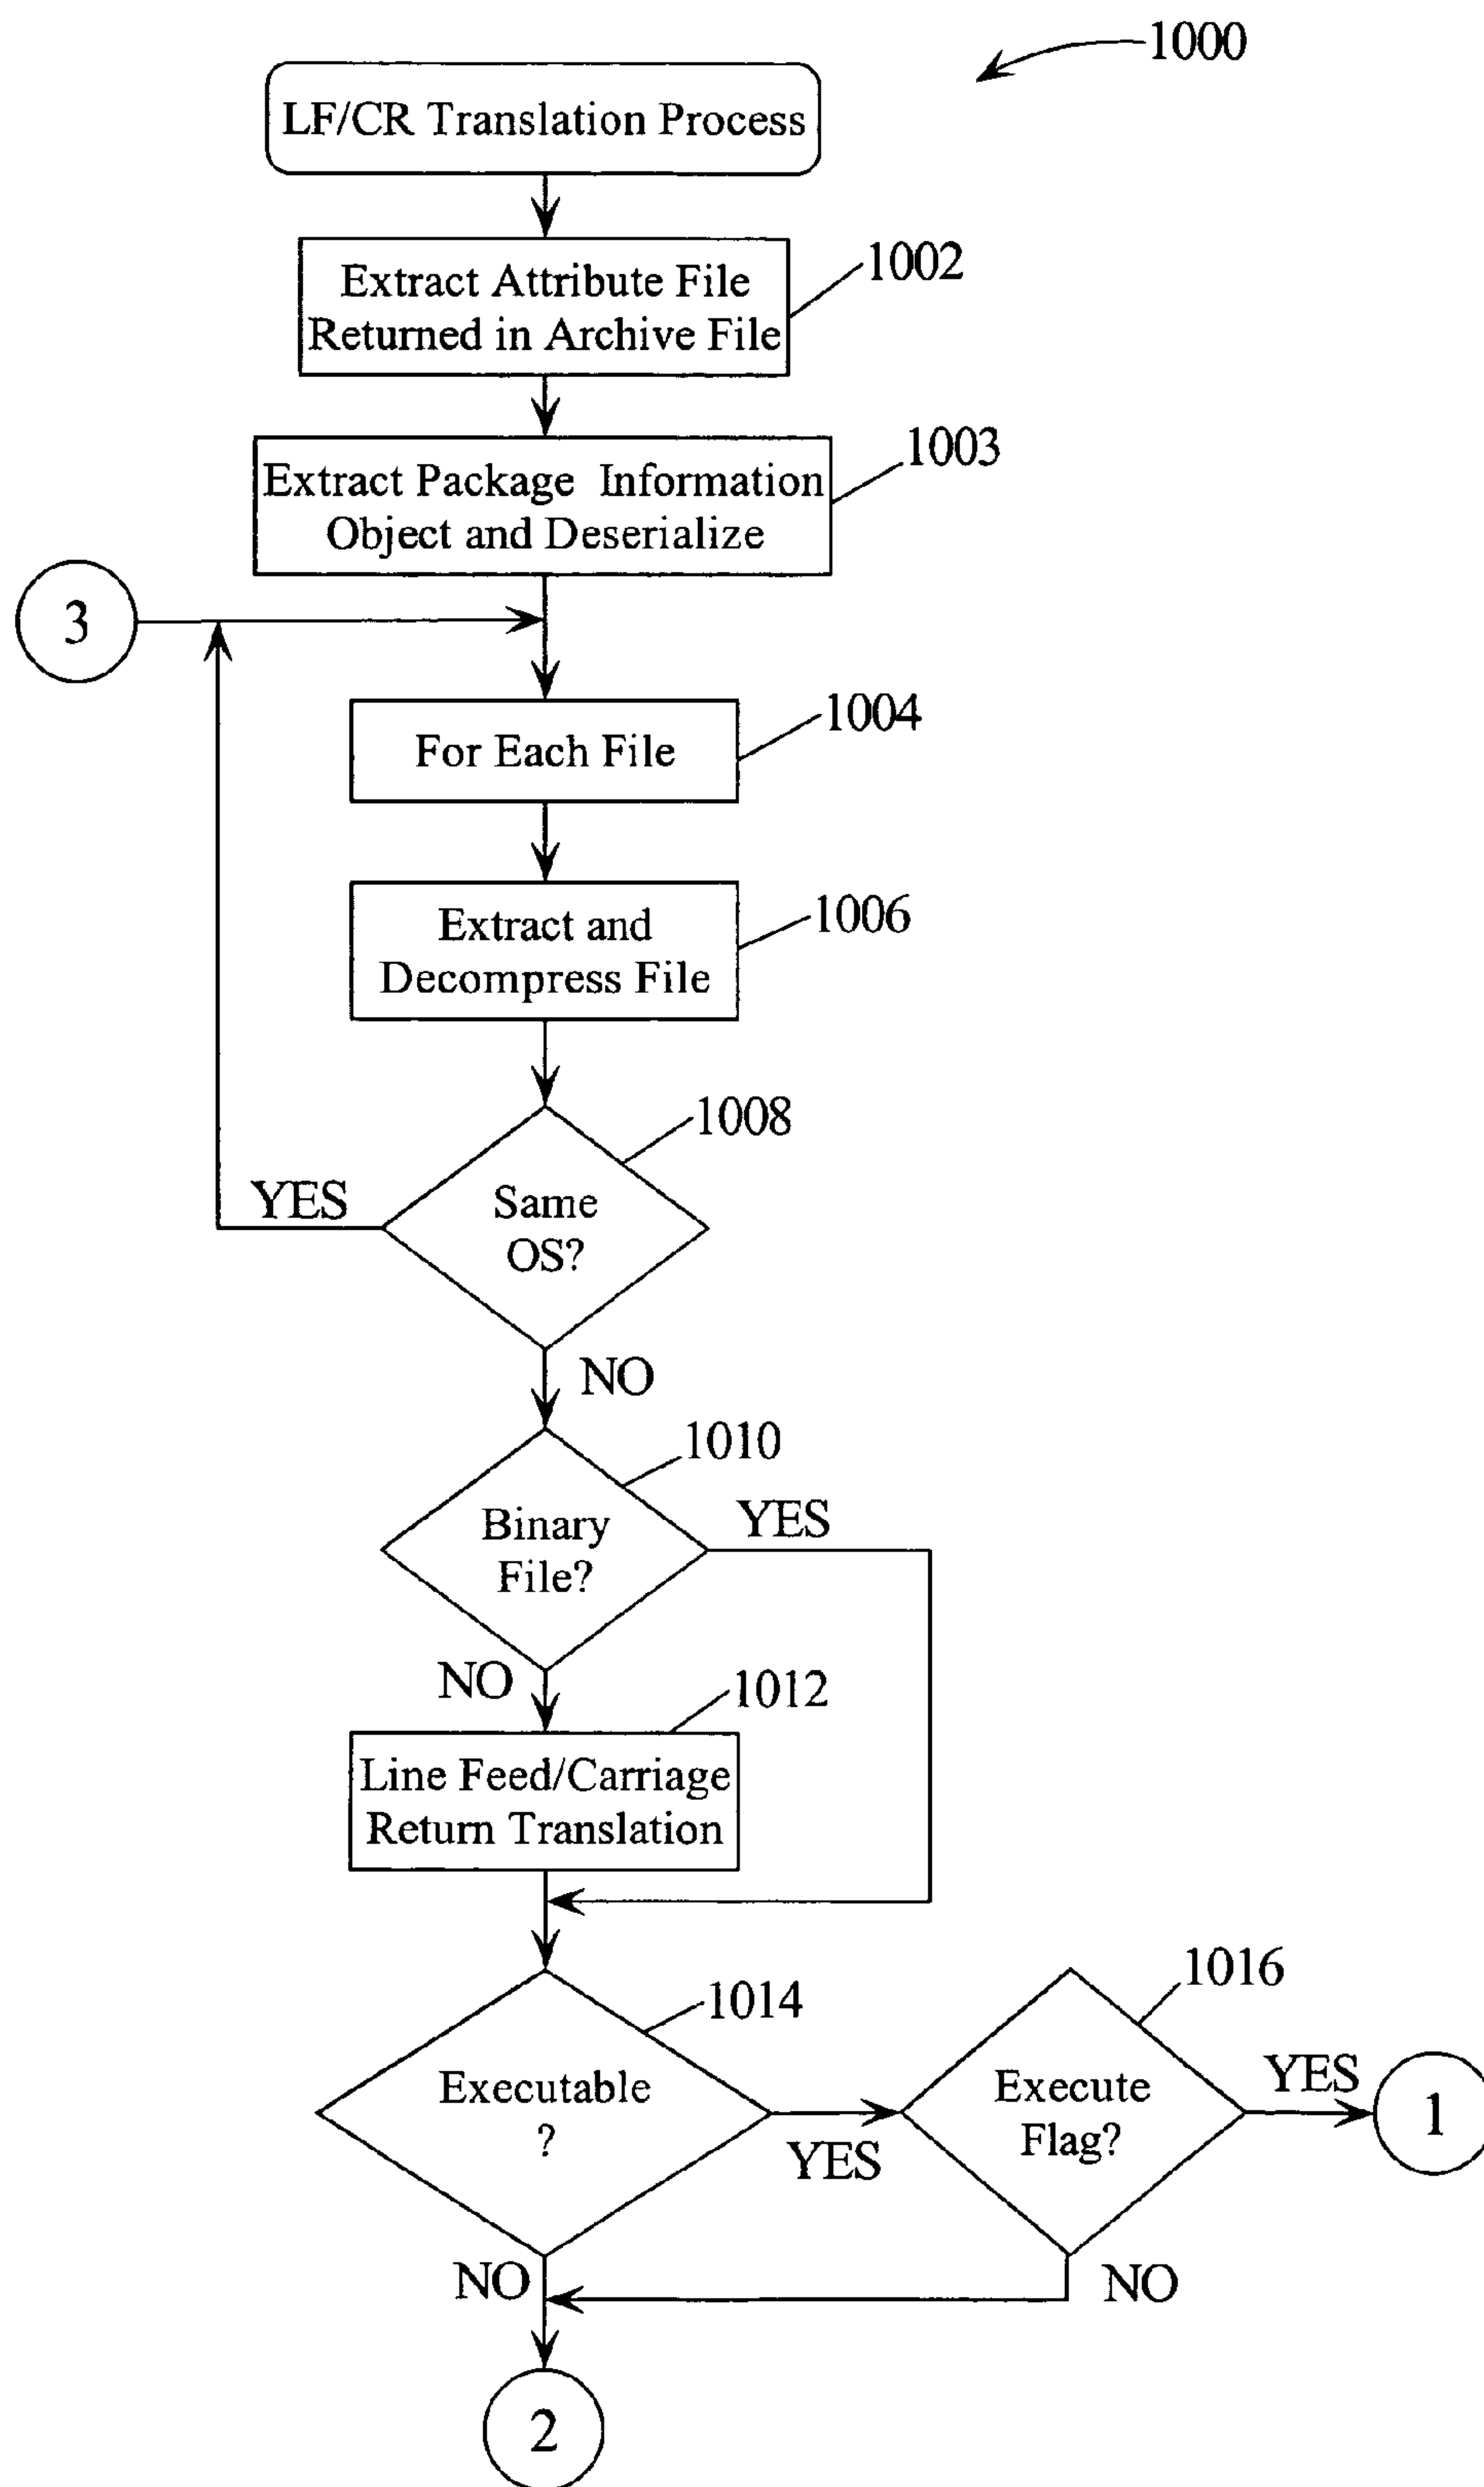 1000
LF/CR Translation Process
1002
Extract Attribute File
Returned in Archive File
1003
Extract Package Information
Object and Deserialize
3
1004
For Each File
1006
Extract and
Decompress File
1008
YES
Same
OS?
NO
1010
YES
Binary
File?
NO
1012
Line Feed/Carriage
Return Translation
1014
1016
Executable
?
YES
Execute
Flag?
YES
1
NO
NO
2